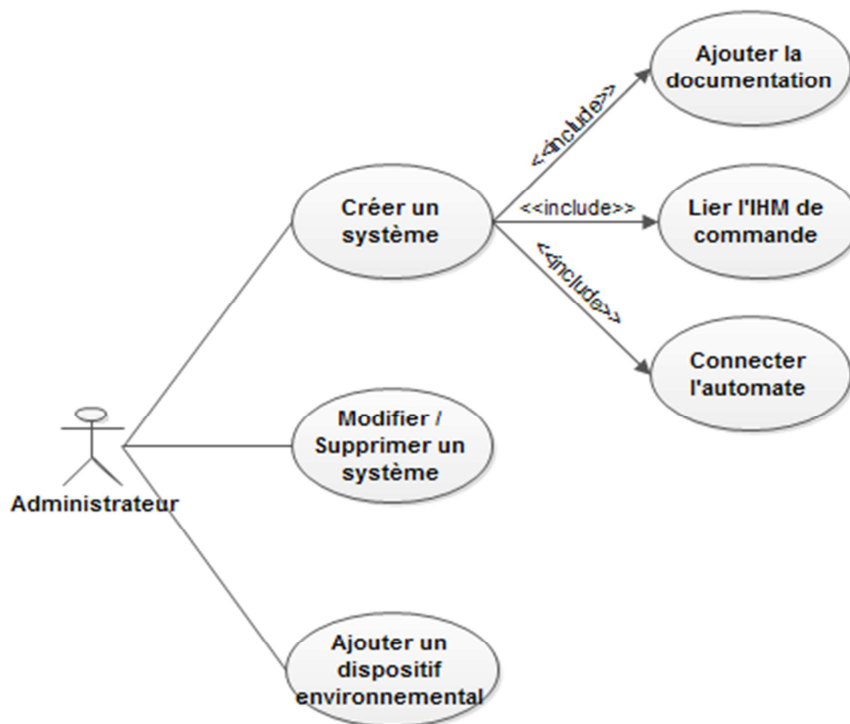 Ajouter la
documentation
<<include>>
Créer un
système
<<include>>
Lier l'IHM de
commande
<<include>>
Connecter
l'automate
Modifier /
Supprimer un
système
Administrateur
Ajouter un
dispositif
environnemental